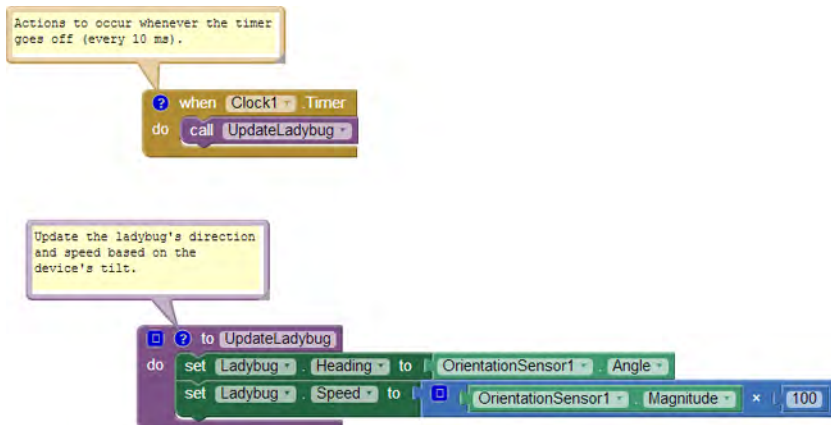 Actions to occur whenever the timer
goes off (every 10 ms).
? when Clock1 .Timer
do call UpdateLadybug
Update the ladybug's direction
and speed based on the
device's tilt.
? to UpdateLadybug
do set Ladybug . Heading to OrientationSensor1 . Angle
set Ladybug . Speed to OrientationSensor1 . Magnitude × 100